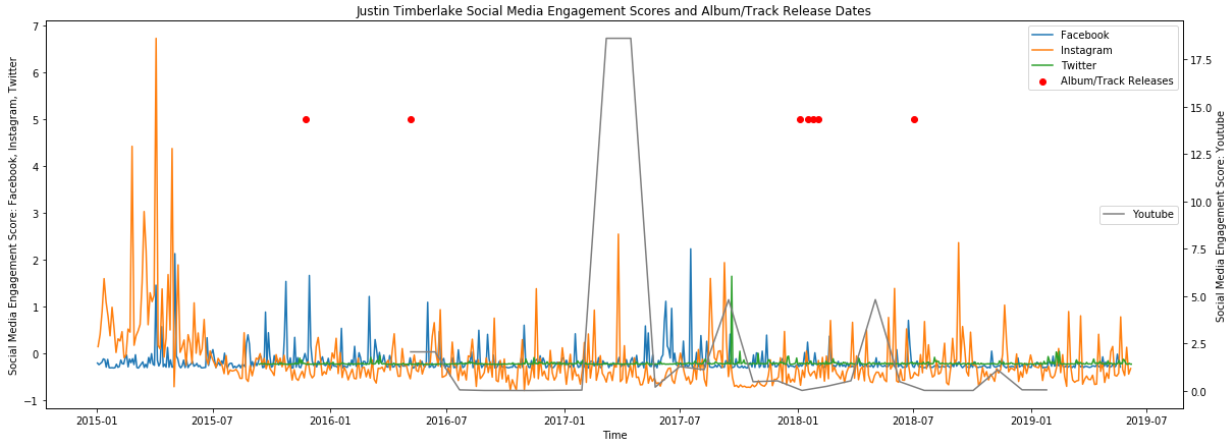 Justin Timberlake Social Media Engagement Scores and Album/Track Release Dates
Social Media Engagement Score: Facebook, Instagram, Twitter
7
6
5
4
3
2
1
0
−1
Facebook
Instagram
Twitter
Album/Track Releases
Youtube
17.5
15.0
12.5
10.0
7.5
5.0
2.5
0.0
Social Media Engagement Score: Youtube
2015-01 2015-07 2016-01 2016-07 2017-01 2017-07 2018-01 2018-07 2019-01 2019-07
Time